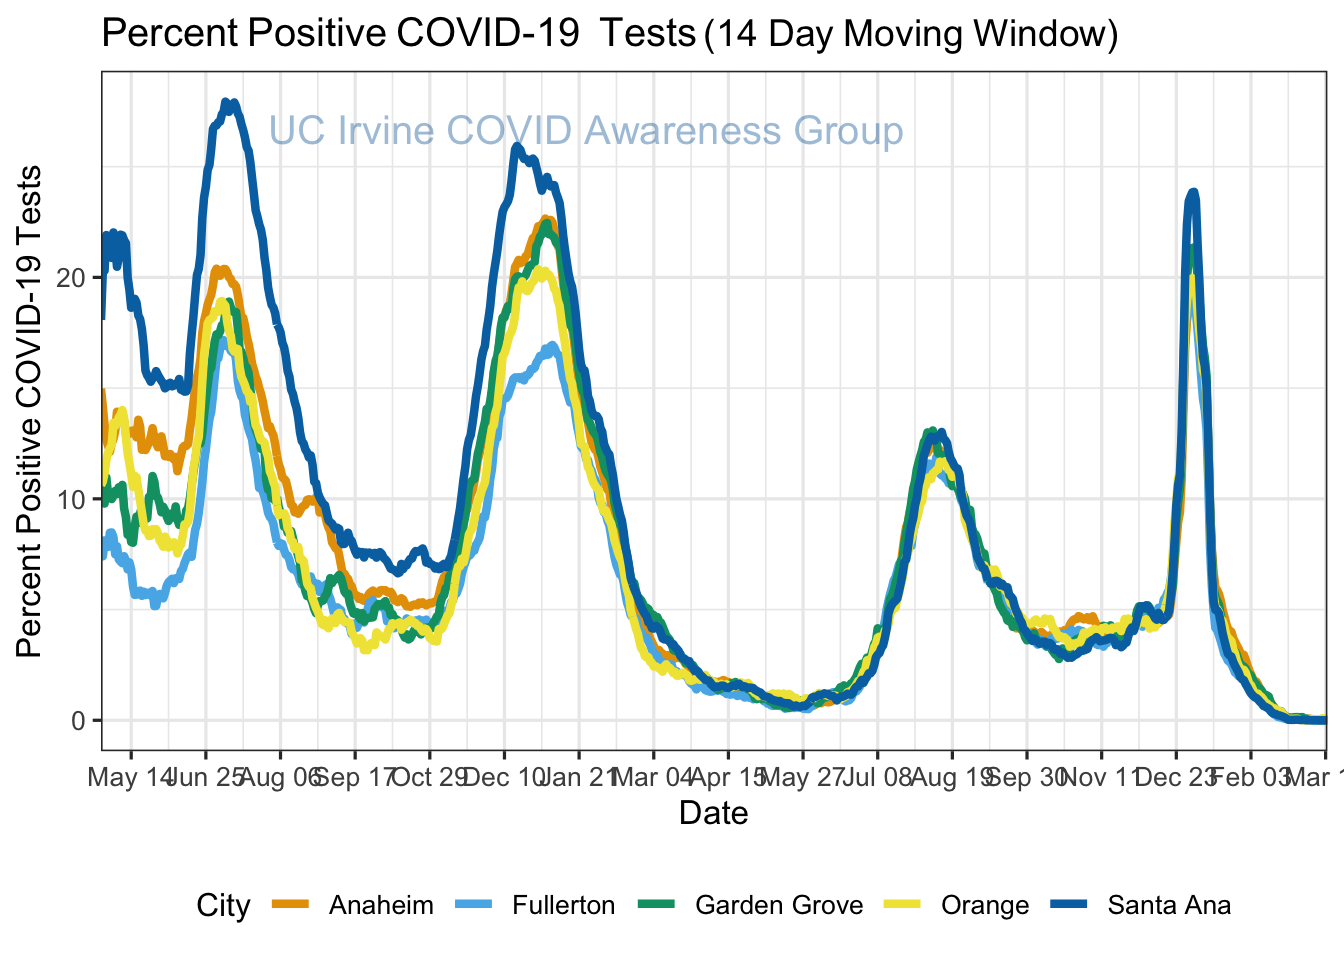 Percent Positive COVID-19  Tests (14 Day Moving Window)
UC Irvine COVID Awareness Group
Percent Positive COVID-19 Tests
20
10
0
May 14 Jun 25 Aug 06 Sep 17 Oct 29 Dec 10 Jan 21 Mar 04 Apr 15 May 27 Jul 08 Aug 19 Sep 30 Nov 11 Dec 23 Feb 03 Mar 1
Date
City Anaheim Fullerton Garden Grove Orange Santa Ana